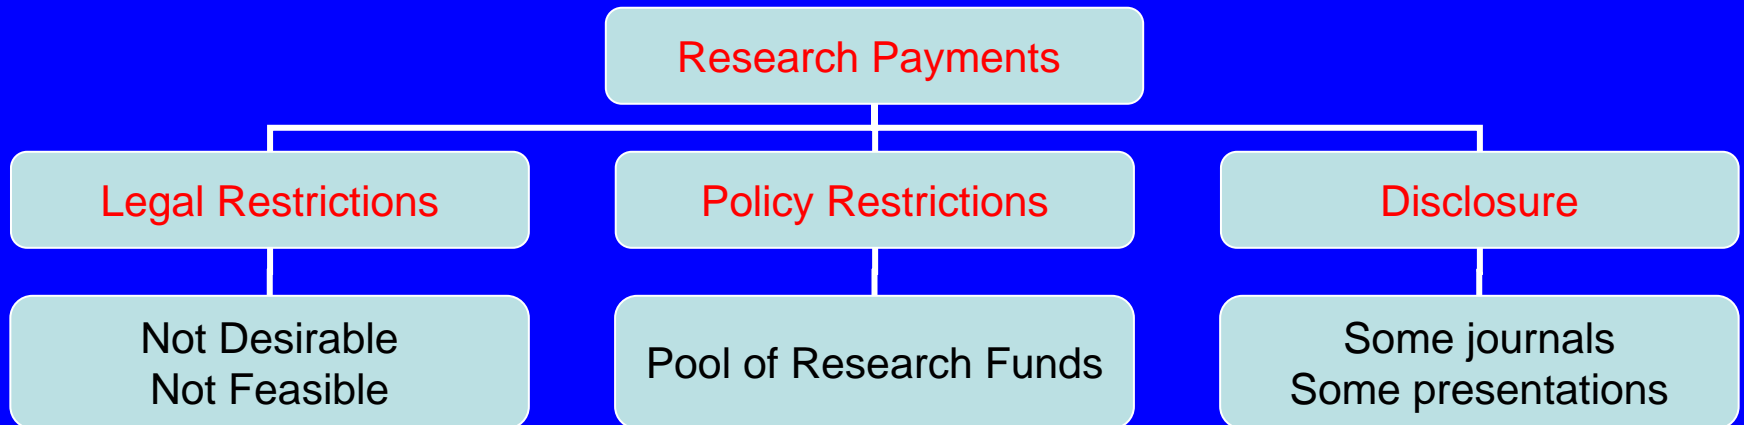 Research Payments
Legal Restrictions
Policy Restrictions
Disclosure
Not Desirable
Not Feasible
Pool of Research Funds
Some journals
Some presentations